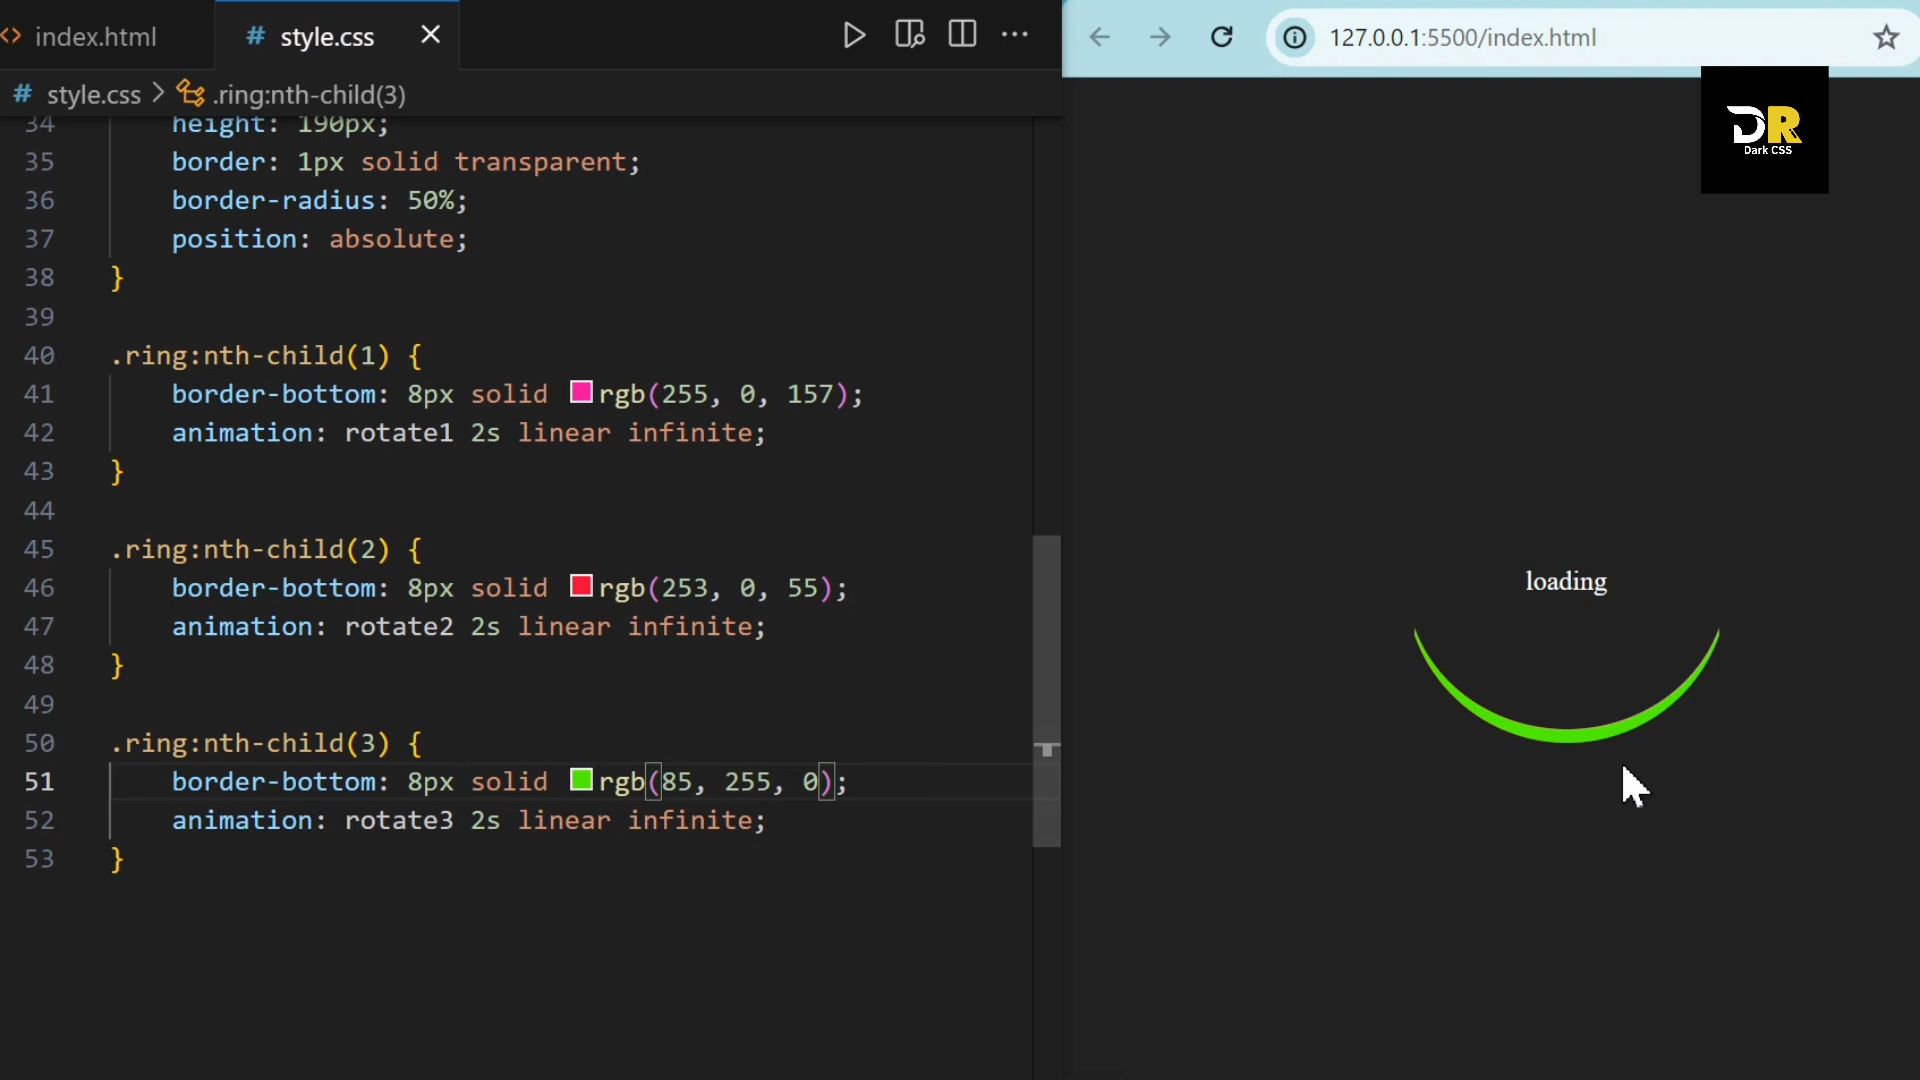 index.html
# style.css
127.0.0.1:5500/index.html
# style.css > .ring:nth-child(3)
DR
Dark CSS
34 height: 190px;
35 border: 1px solid transparent;
36 border-radius: 50%;
37 position: absolute;
38 }
39
40 .ring:nth-child(1) {
41 border-bottom: 8px solid rgb(255, 0, 157);
42 animation: rotate1 2s linear infinite;
43 }
44
45 .ring:nth-child(2) {
46 border-bottom: 8px solid rgb(253, 0, 55);
47 animation: rotate2 2s linear infinite;
48 }
49
50 .ring:nth-child(3) {
51 border-bottom: 8px solid rgb(85, 255, 0);
52 animation: rotate3 2s linear infinite;
53 }
loading